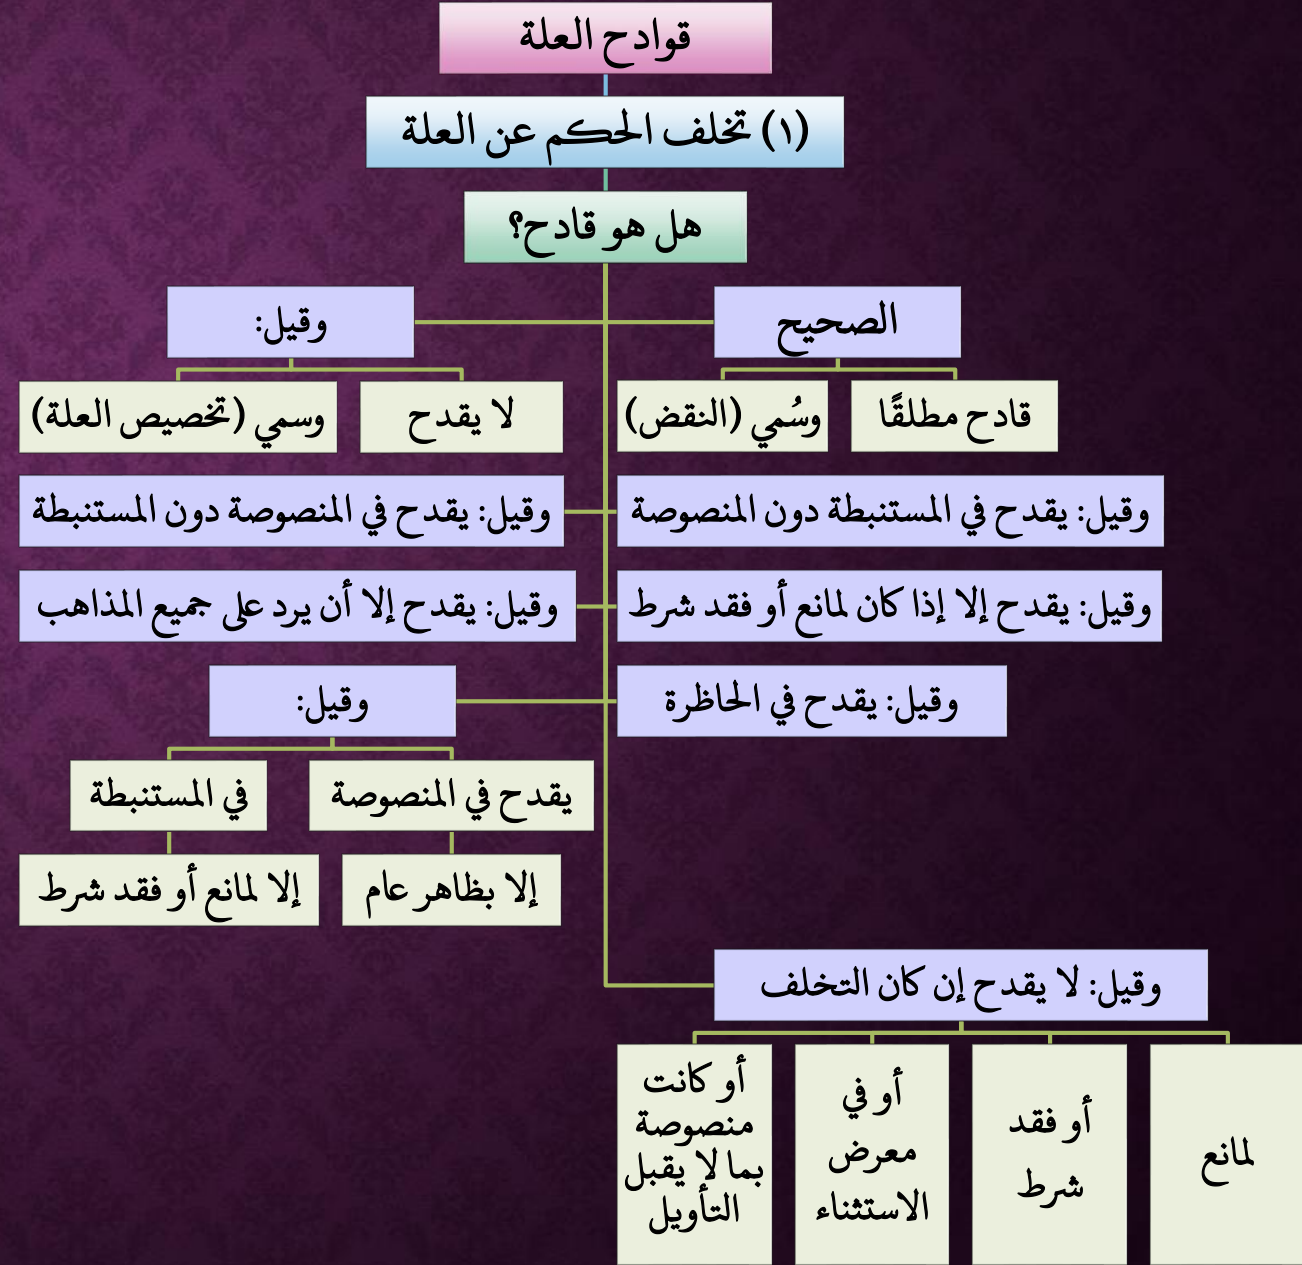 قوادح العلة
(١) تخلف الحكم عن العلة
هل هو قادح؟
الصحيح
قادح مطلقًا
وسُمي (النقض)
وقيل:
لا يقدح
وسمي (تخصيص العلة)
وقيل: يقدح في المستنبطة دون المنصوصة
وقيل: يقدح في المنصوصة دون المستنبطة
وقيل: يقدح إلا إذا كان لمانع أو فقد شرط
وقيل: يقدح إلا أن يرد على جميع المذاهب
وقيل: يقدح في الحاظرة
وقيل:
يقدح في المنصوصة
إلا بظاهر عام
في المستنبطة
إلا لمانع أو فقد شرط
وقيل: لا يقدح إن كان التخلف
لمانع
أو فقد
شرط
أو في
معرض
الاستثناء
أو كانت
منصوصة
بما لا يقبل
التأويل